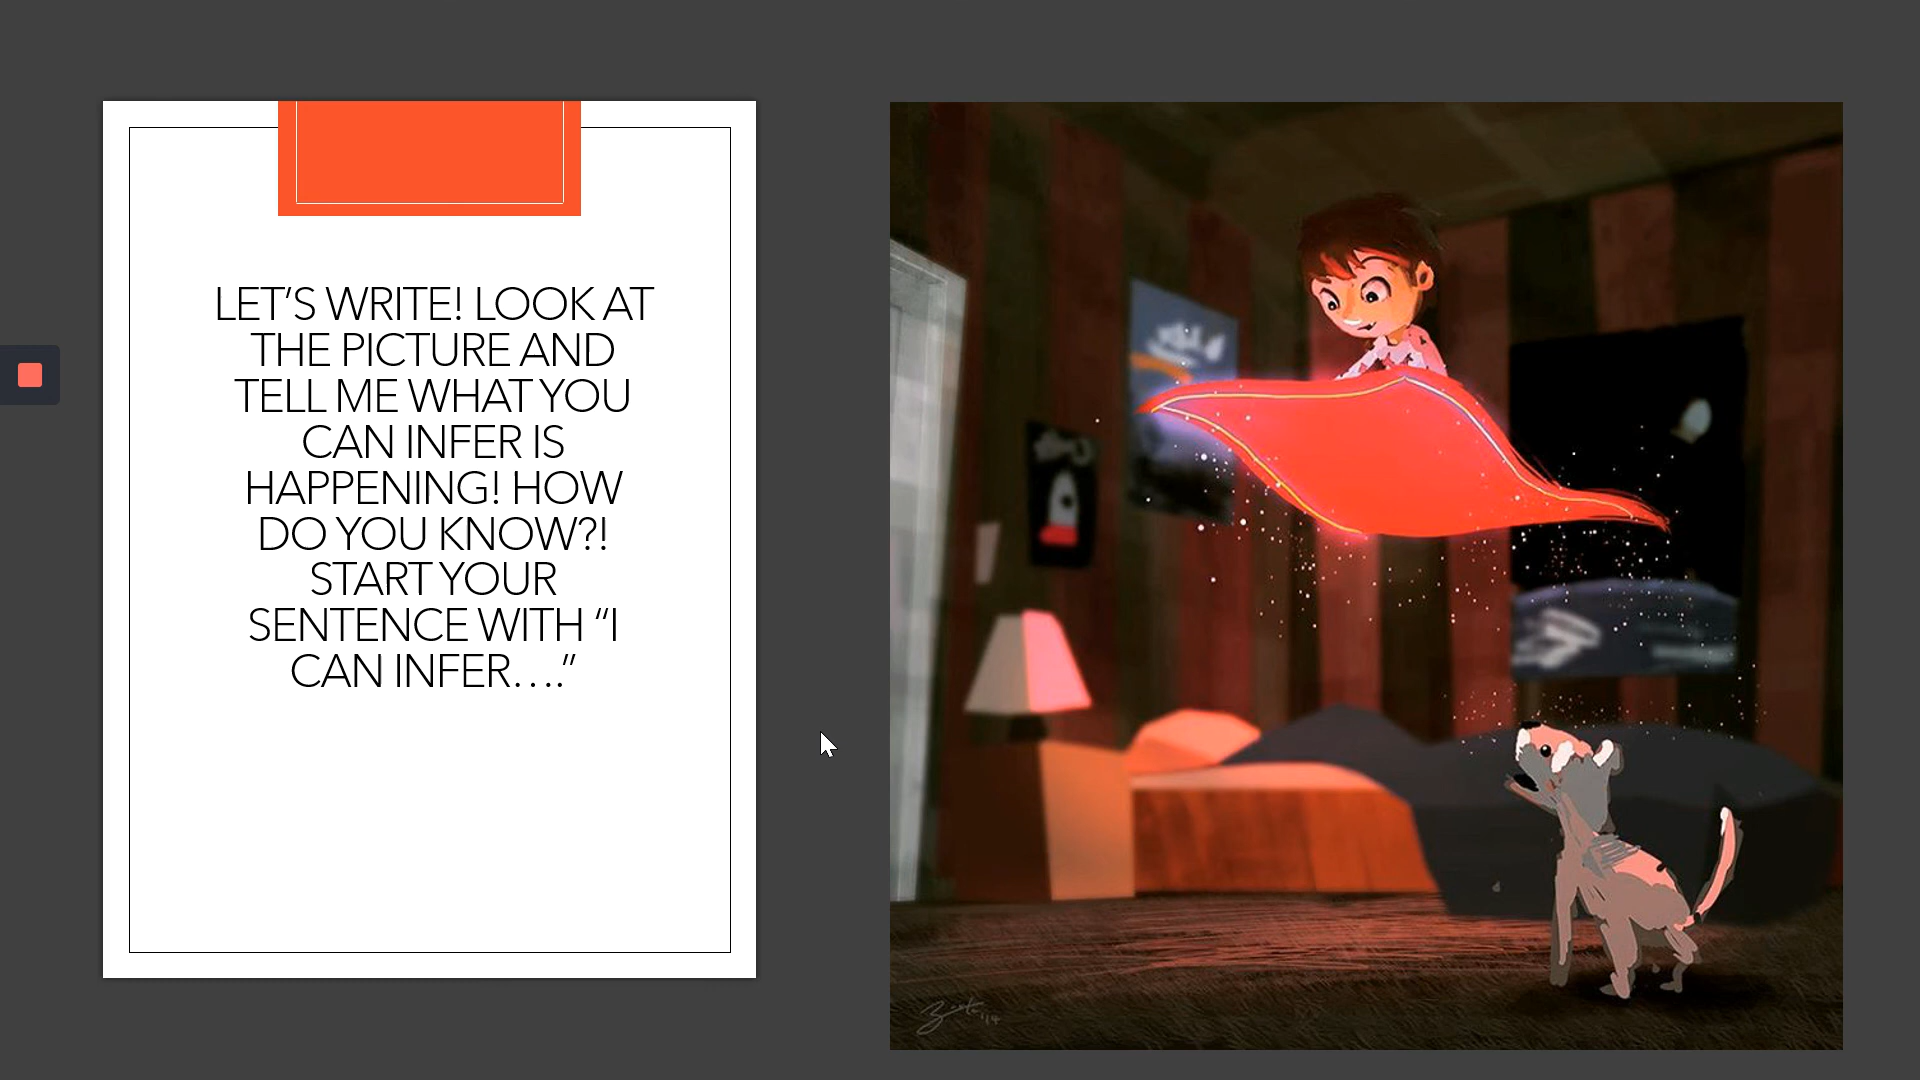 LET’S WRITE! LOOK AT
THE PICTURE AND
TELL ME WHAT YOU
CAN INFER IS
HAPPENING! HOW
DO YOU KNOW?!
START YOUR
SENTENCE WITH “I
CAN INFER….”